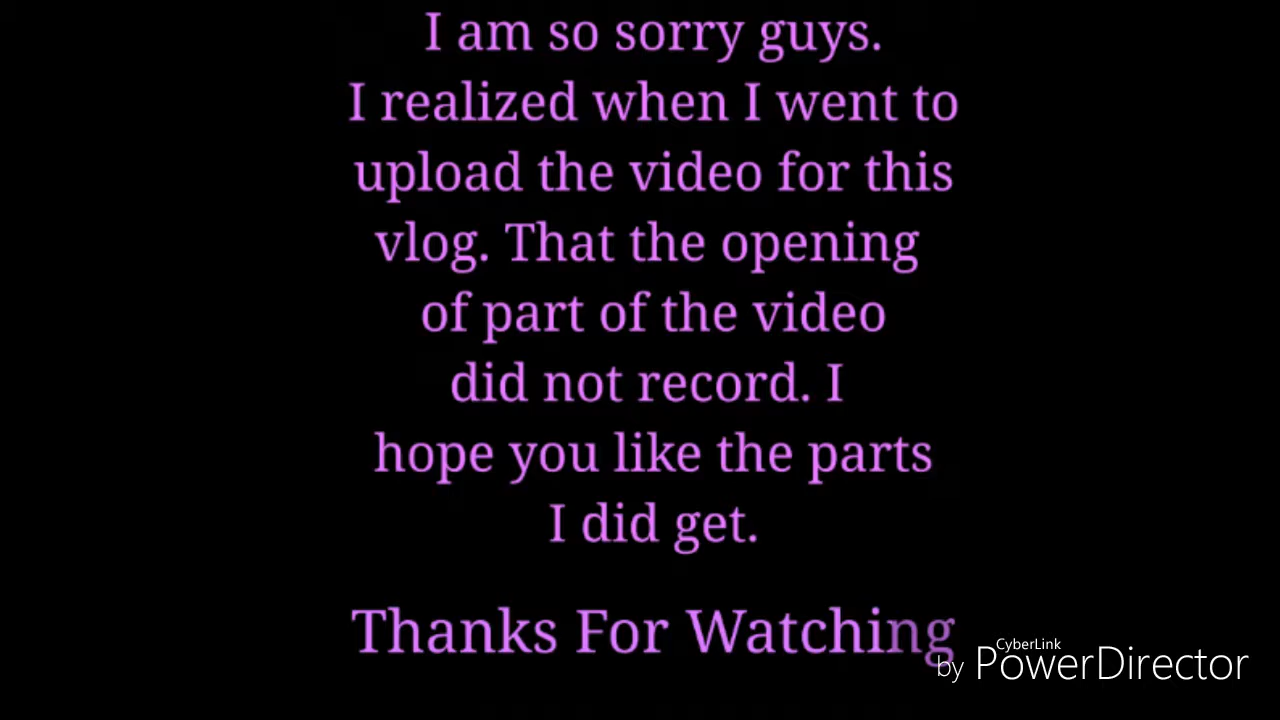 I am so sorry guys.
I realized when I went to
upload the video for this
vlog. That the opening
of part of the video
did not record. I
hope you like the parts
I did get.
Thanks For Watching
CyberLink
by PowerDirector